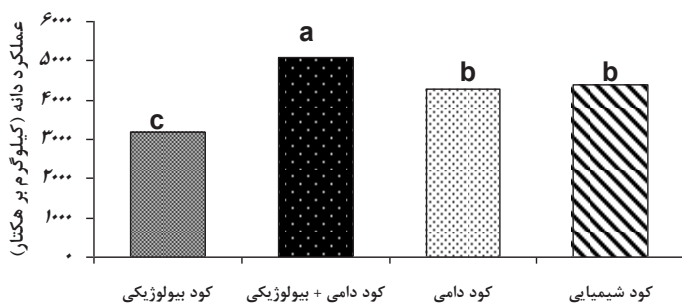 عملکرد دانه (کیلوگرم بر هکتار)
۶۰۰۰
۵۰۰۰
۴۰۰۰
۳۰۰۰
۲۰۰۰
۱۰۰۰
۰
c
a
b
b
کود بیولوژیکی
کود دامی + بیولوژیکی
کود دامی
کود شیمیایی